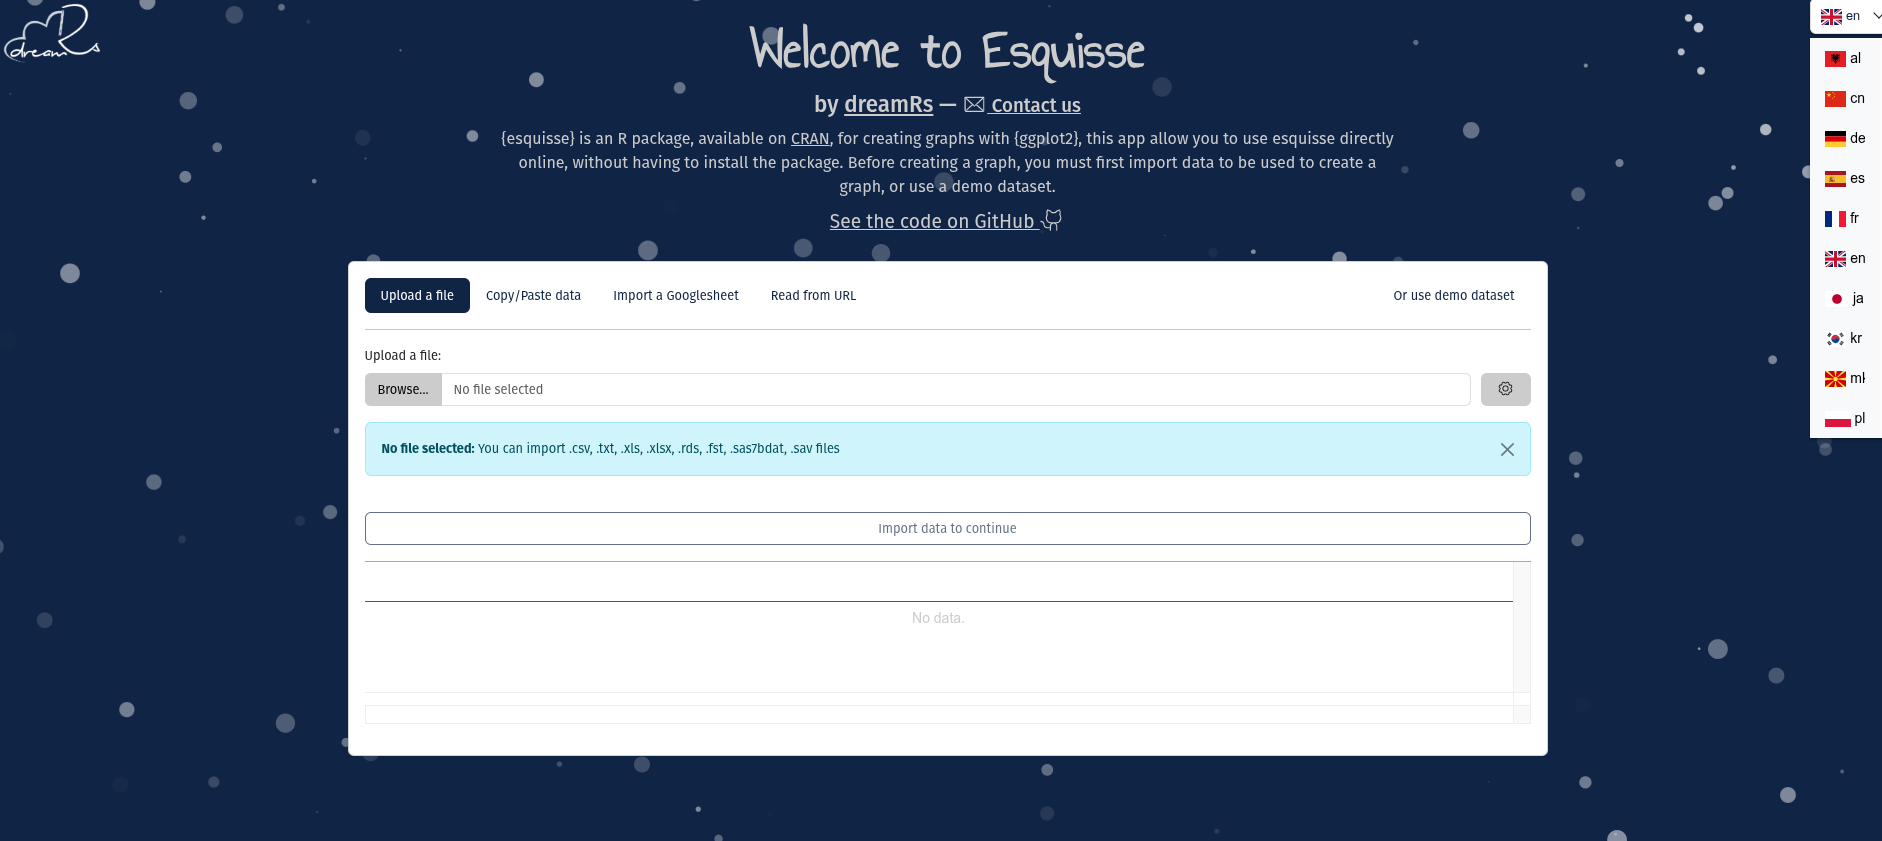 dreamRs
Welcome to Esquisse
by dreamRs — Contact us
{esquisse} is an R package, available on CRAN, for creating graphs with {ggplot2}, this app allow you to use esquisse directly
online, without having to install the package. Before creating a graph, you must first import data to be used to create a
graph, or use a demo dataset.
See the code on GitHub
en
al
cn
de
es
fr
en
ja
kr
mk
pl
Upload a file Copy/Paste data Import a Googlesheet Read from URL Or use demo dataset
Upload a file:
Browse... No file selected
No file selected: You can import .csv, .txt, .xls, .xlsx, .rds, .fst, .sas7bdat, .sav files
Import data to continue
No data.